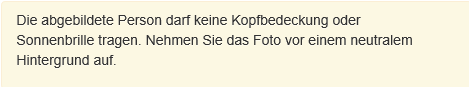 Die abgebildete Person darf keine Kopfbedeckung oder
Sonnenbrille tragen. Nehmen Sie das Foto vor einem neutralem
Hintergrund auf.